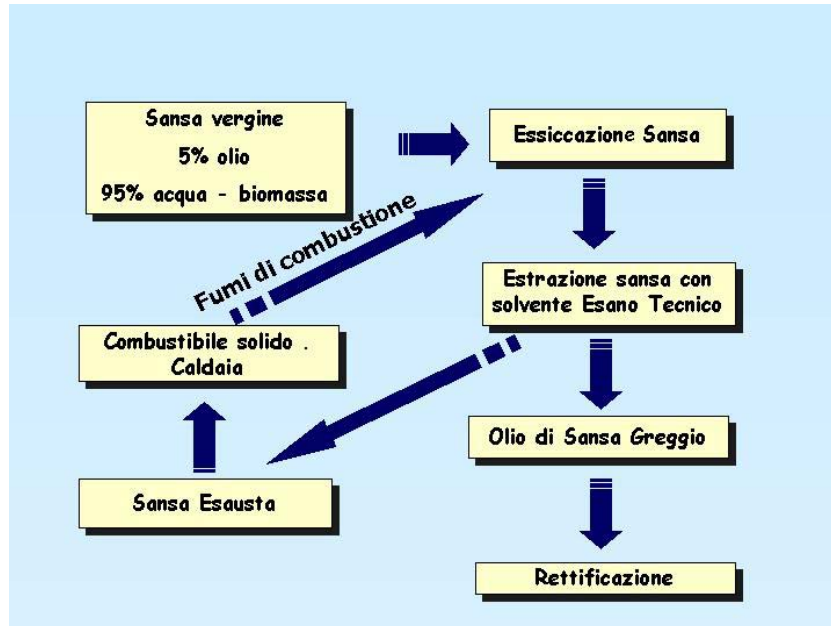 Sansa vergine
5% olio
95% acqua - biomassa
Essiccazione Sansa
Fumi di combustione
Estrazione sansa con
solvente Esano Tecnico
Combustibile solido .
Caldaia
Olio di Sansa Greggio
Sansa Esausta
Rettificazione